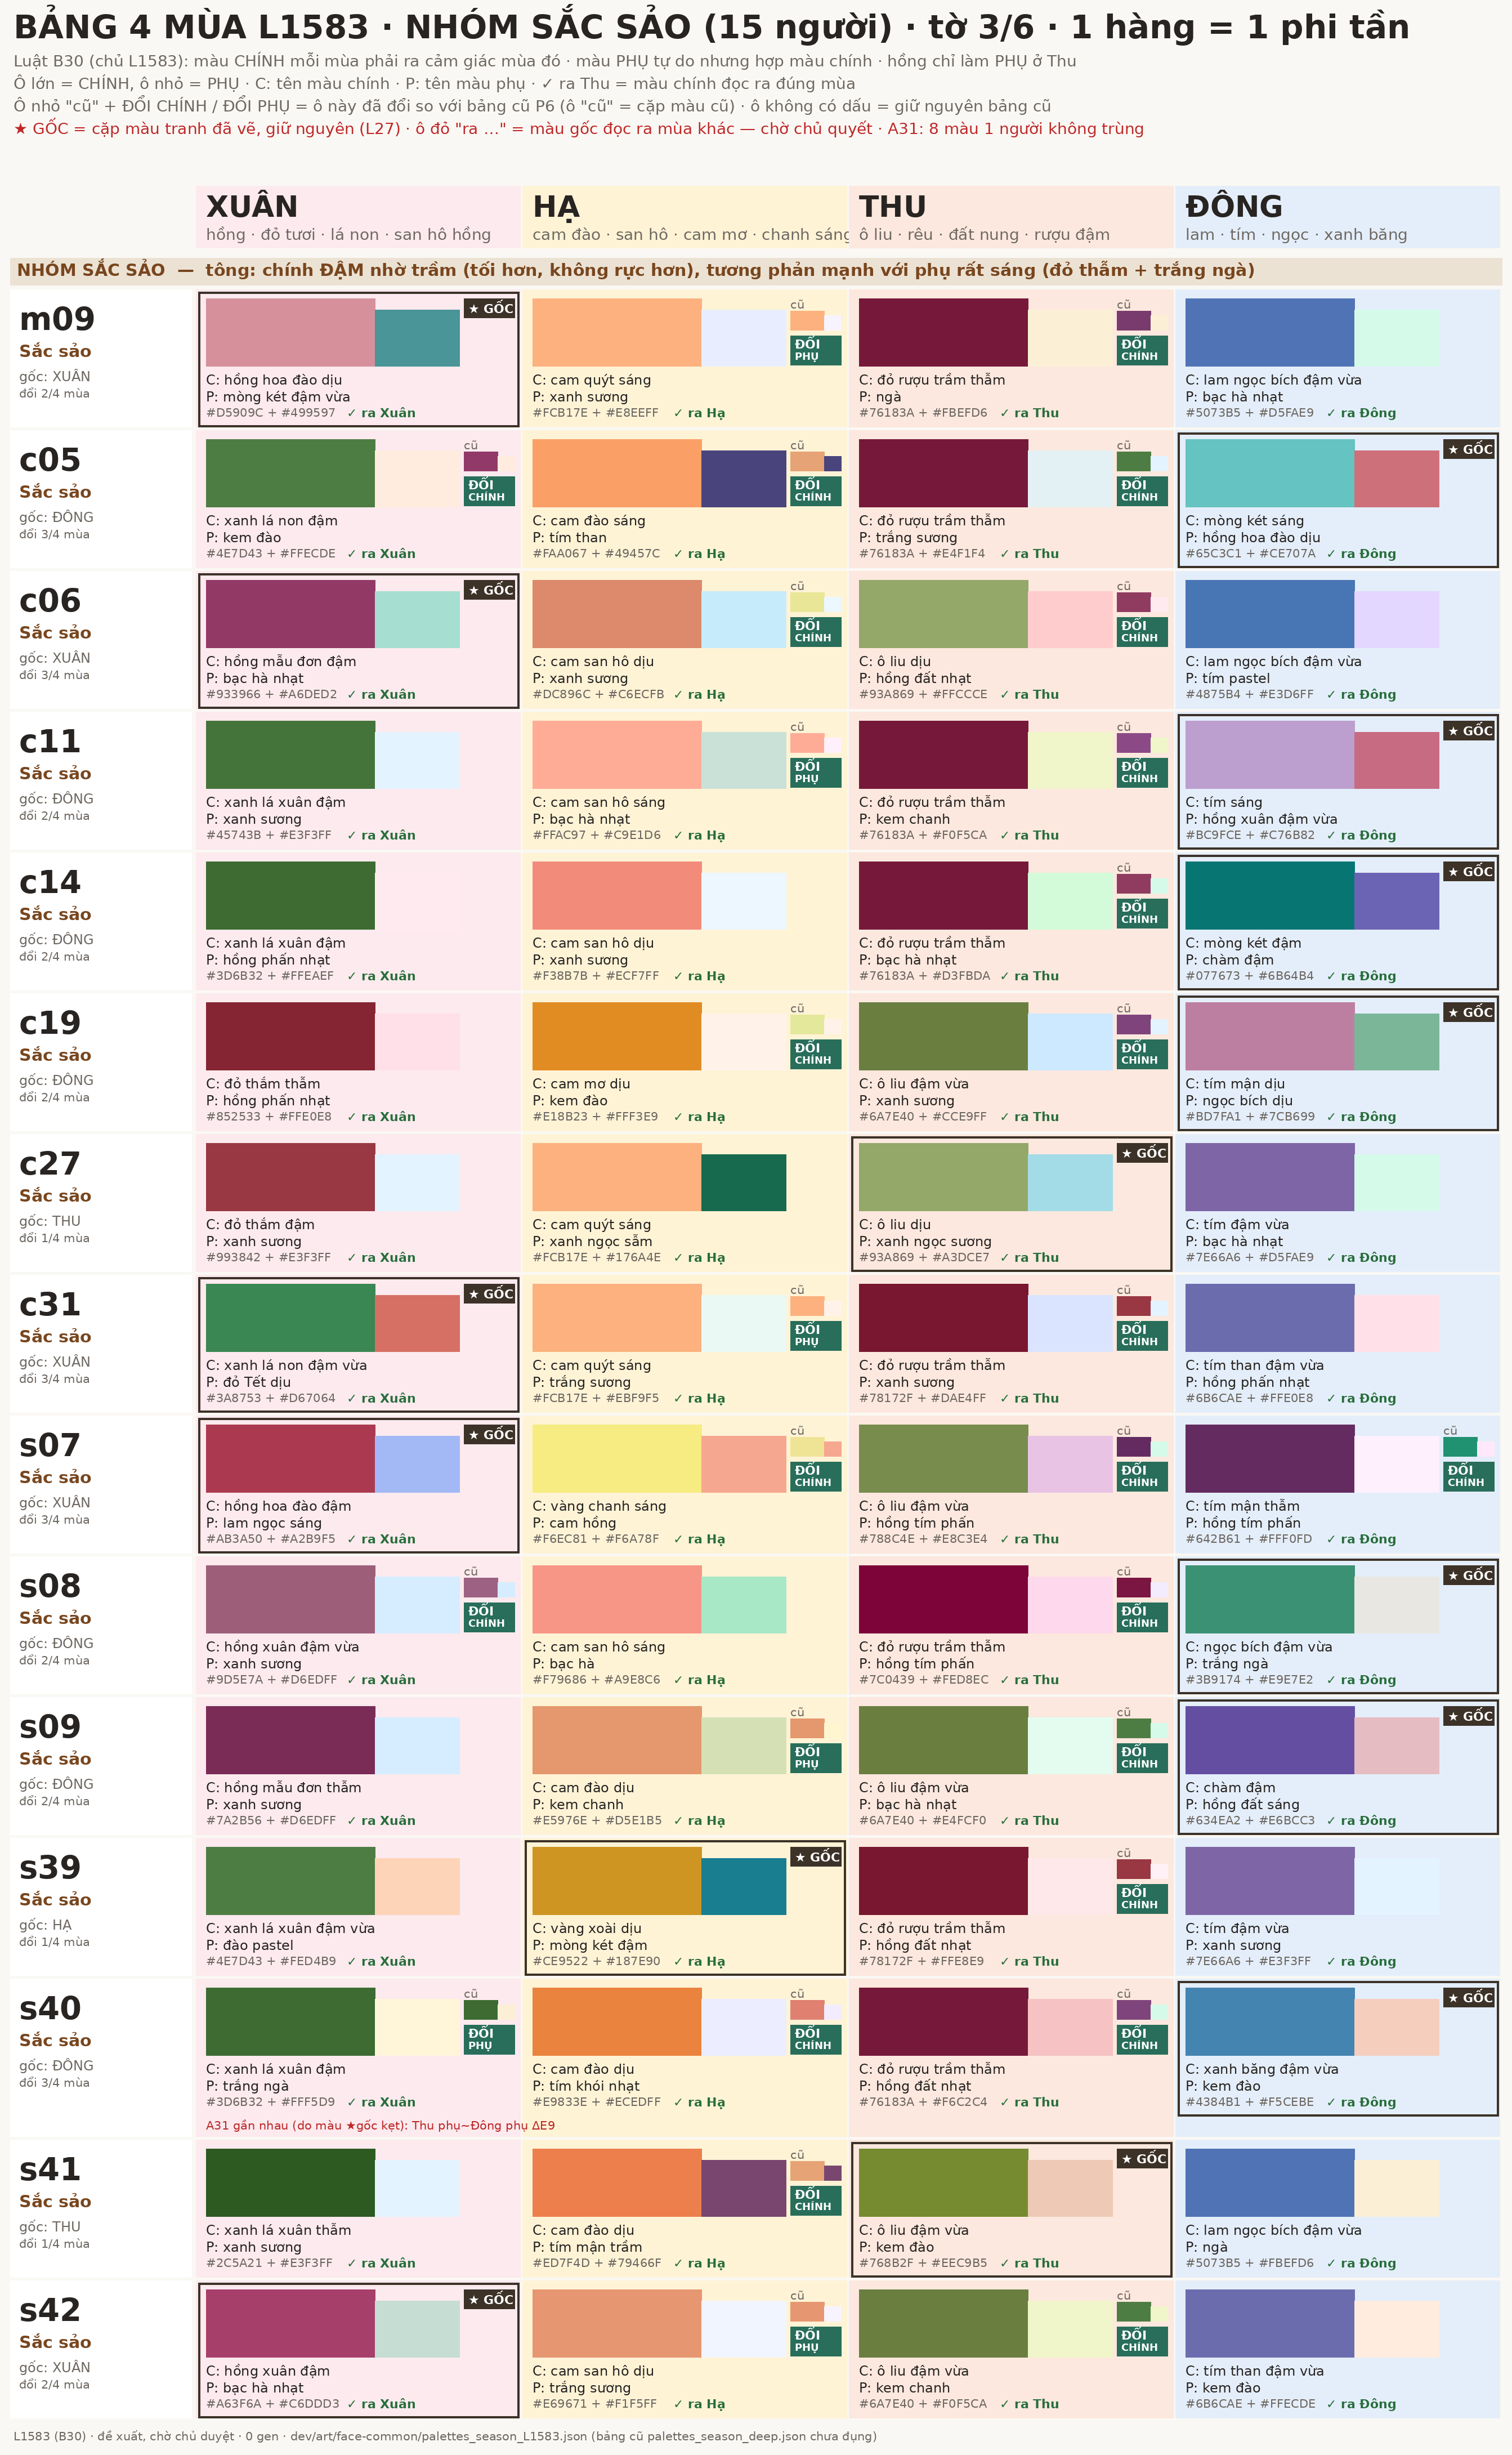 BẢNG 4 MÙA L1583 · NHÓM SẮC SẢO (15 người) · tờ 3/6 · 1 hàng = 1 phi tần
Luật B30 (chủ L1583): màu CHÍNH mỗi mùa phải ra cảm giác mùa đó · màu PHỤ tự do nhưng hợp màu chính · hồng chỉ làm PHỤ ở Thu
Ô lớn = CHÍNH, ô nhỏ = PHỤ · C: tên màu chính · P: tên màu phụ · ✓ ra Thu = màu chính đọc ra đúng mùa
Ô nhỏ "cũ" + ĐỔI CHÍNH / ĐỔI PHỤ = ô này đã đổi so với bảng cũ P6 (ô "cũ" = cặp màu cũ) · ô không có dấu = giữ nguyên bảng cũ
★ GỐC = cặp màu tranh đã vẽ, giữ nguyên (L27) · ô đỏ "ra ..." = màu gốc đọc ra mùa khác — chờ chủ quyết · A31: 8 màu 1 người không trùng
XUÂN HẠ THU ĐÔNG
hồng · đỏ tươi · lá non · san hô hồng cam đào · san hô · cam mơ · chanh sáng ô liu · rêu · đất nung · rượu đậm lam · tím · ngọc · xanh băng
NHÓM SẮC SẢO — tông: chính ĐẬM nhờ trầm (tối hơn, không rực hơn), tương phản mạnh với phụ rất sáng (đỏ thẫm + trắng ngà)
m09
Sắc sảo
gốc: XUÂN
đổi 2/4 mùa
★ GỐC
C: hồng hoa đào dịu
P: mòng két đậm vừa
#D5909C + #499597 ✓ ra Xuân
cũ
ĐỔI
PHỤ
C: cam quýt sáng
P: xanh sương
#FCB17E + #E8EEFF ✓ ra Hạ
cũ
ĐỔI
CHÍNH
C: đỏ rượu trầm thẫm
P: ngà
#76183A + #FBEFD6 ✓ ra Thu
C: lam ngọc bích đậm vừa
P: bạc hà nhạt
#5073B5 + #D5FAE9 ✓ ra Đông
c05
Sắc sảo
gốc: ĐÔNG
đổi 3/4 mùa
cũ
ĐỔI
CHÍNH
C: xanh lá non đậm
P: kem đào
#4E7D43 + #FFECDE ✓ ra Xuân
cũ
ĐỔI
CHÍNH
C: cam đào sáng
P: tím than
#FAA067 + #49457C ✓ ra Hạ
cũ
ĐỔI
CHÍNH
C: đỏ rượu trầm thẫm
P: trắng sương
#76183A + #E4F1F4 ✓ ra Thu
★ GỐC
C: mòng két sáng
P: hồng hoa đào dịu
#65C3C1 + #CE707A ✓ ra Đông
c06
Sắc sảo
gốc: XUÂN
đổi 3/4 mùa
★ GỐC
C: hồng mẫu đơn đậm
P: bạc hà nhạt
#933966 + #A6DED2 ✓ ra Xuân
cũ
ĐỔI
CHÍNH
C: cam san hô dịu
P: xanh sương
#DC896C + #C6ECFB ✓ ra Hạ
cũ
ĐỔI
CHÍNH
C: ô liu dịu
P: hồng đất nhạt
#93A869 + #FFCCCE ✓ ra Thu
C: lam ngọc bích đậm vừa
P: tím pastel
#4875B4 + #E3D6FF ✓ ra Đông
c11
Sắc sảo
gốc: ĐÔNG
đổi 2/4 mùa
C: xanh lá xuân đậm
P: xanh sương
#45743B + #E3F3FF ✓ ra Xuân
cũ
ĐỔI
PHỤ
C: cam san hô sáng
P: bạc hà nhạt
#FFAC97 + #C9E1D6 ✓ ra Hạ
cũ
ĐỔI
CHÍNH
C: đỏ rượu trầm thẫm
P: kem chanh
#76183A + #F0F5CA ✓ ra Thu
★ GỐC
C: tím sáng
P: hồng xuân đậm vừa
#BC9FCE + #C76B82 ✓ ra Đông
c14
Sắc sảo
gốc: ĐÔNG
đổi 2/4 mùa
C: xanh lá xuân đậm
P: hồng phấn nhạt
#3D6B32 + #FFEAEF ✓ ra Xuân
C: cam san hô dịu
P: xanh sương
#F38B7B + #ECF7FF ✓ ra Hạ
cũ
ĐỔI
CHÍNH
C: đỏ rượu trầm thẫm
P: bạc hà nhạt
#76183A + #D3FBDA ✓ ra Thu
★ GỐC
C: mòng két đậm
P: chàm đậm
#077673 + #6B64B4 ✓ ra Đông
c19
Sắc sảo
gốc: ĐÔNG
đổi 2/4 mùa
C: đỏ thắm thẫm
P: hồng phấn nhạt
#852533 + #FFE0E8 ✓ ra Xuân
cũ
ĐỔI
CHÍNH
C: cam mơ dịu
P: kem đào
#E18B23 + #FFF3E9 ✓ ra Hạ
cũ
ĐỔI
CHÍNH
C: ô liu đậm vừa
P: xanh sương
#6A7E40 + #CCE9FF ✓ ra Thu
★ GỐC
C: tím mận dịu
P: ngọc bích dịu
#BD7FA1 + #7CB699 ✓ ra Đông
c27
Sắc sảo
gốc: THU
đổi 1/4 mùa
C: đỏ thắm đậm
P: xanh sương
#993842 + #E3F3FF ✓ ra Xuân
C: cam quýt sáng
P: xanh ngọc sẫm
#FCB17E + #176A4E ✓ ra Hạ
★ GỐC
C: ô liu dịu
P: xanh ngọc sương
#93A869 + #A3DCE7 ✓ ra Thu
C: tím đậm vừa
P: bạc hà nhạt
#7E66A6 + #D5FAE9 ✓ ra Đông
c31
Sắc sảo
gốc: XUÂN
đổi 3/4 mùa
★ GỐC
C: xanh lá non đậm vừa
P: đỏ Tết dịu
#3A8753 + #D67064 ✓ ra Xuân
cũ
ĐỔI
PHỤ
C: cam quýt sáng
P: trắng sương
#FCB17E + #EBF9F5 ✓ ra Hạ
cũ
ĐỔI
CHÍNH
C: đỏ rượu trầm thẫm
P: xanh sương
#78172F + #DAE4FF ✓ ra Thu
C: tím than đậm vừa
P: hồng phấn nhạt
#6B6CAE + #FFE0E8 ✓ ra Đông
s07
Sắc sảo
gốc: XUÂN
đổi 3/4 mùa
★ GỐC
C: hồng hoa đào đậm
P: lam ngọc sáng
#AB3A50 + #A2B9F5 ✓ ra Xuân
cũ
ĐỔI
CHÍNH
C: vàng chanh sáng
P: cam hồng
#F6EC81 + #F6A78F ✓ ra Hạ
cũ
ĐỔI
CHÍNH
C: ô liu đậm vừa
P: hồng tím phấn
#788C4E + #E8C3E4 ✓ ra Thu
cũ
ĐỔI
CHÍNH
C: tím mận thẫm
P: hồng tím phấn
#642B61 + #FFF0FD ✓ ra Đông
s08
Sắc sảo
gốc: ĐÔNG
đổi 2/4 mùa
cũ
ĐỔI
CHÍNH
C: hồng xuân đậm vừa
P: xanh sương
#9D5E7A + #D6EDFF ✓ ra Xuân
C: cam san hô sáng
P: bạc hà
#F79686 + #A9E8C6 ✓ ra Hạ
cũ
ĐỔI
CHÍNH
C: đỏ rượu trầm thẫm
P: hồng tím phấn
#7C0439 + #FED8EC ✓ ra Thu
★ GỐC
C: ngọc bích đậm vừa
P: trắng ngà
#3B9174 + #E9E7E2 ✓ ra Đông
s09
Sắc sảo
gốc: ĐÔNG
đổi 2/4 mùa
C: hồng mẫu đơn thẫm
P: xanh sương
#7A2B56 + #D6EDFF ✓ ra Xuân
cũ
ĐỔI
PHỤ
C: cam đào dịu
P: kem chanh
#E5976E + #D5E1B5 ✓ ra Hạ
cũ
ĐỔI
CHÍNH
C: ô liu đậm vừa
P: bạc hà nhạt
#6A7E40 + #E4FCF0 ✓ ra Thu
★ GỐC
C: chàm đậm
P: hồng đất sáng
#634EA2 + #E6BCC3 ✓ ra Đông
s39
Sắc sảo
gốc: HẠ
đổi 1/4 mùa
C: xanh lá xuân đậm vừa
P: đào pastel
#4E7D43 + #FED4B9 ✓ ra Xuân
★ GỐC
C: vàng xoài dịu
P: mòng két đậm
#CE9522 + #187E90 ✓ ra Hạ
cũ
ĐỔI
CHÍNH
C: đỏ rượu trầm thẫm
P: hồng đất nhạt
#78172F + #FFE8E9 ✓ ra Thu
C: tím đậm vừa
P: xanh sương
#7E66A6 + #E3F3FF ✓ ra Đông
s40
Sắc sảo
gốc: ĐÔNG
đổi 3/4 mùa
cũ
ĐỔI
PHỤ
C: xanh lá xuân đậm
P: trắng ngà
#3D6B32 + #FFF5D9 ✓ ra Xuân
cũ
ĐỔI
CHÍNH
C: cam đào dịu
P: tím khói nhạt
#E9833E + #ECEDFF ✓ ra Hạ
cũ
ĐỔI
CHÍNH
C: đỏ rượu trầm thẫm
P: hồng đất nhạt
#76183A + #F6C2C4 ✓ ra Thu
★ GỐC
C: xanh băng đậm vừa
P: kem đào
#4384B1 + #F5CEBE ✓ ra Đông
A31 gần nhau (do màu ★gốc kẹt): Thu phụ~Đông phụ ΔE9
s41
Sắc sảo
gốc: THU
đổi 1/4 mùa
C: xanh lá xuân thẫm
P: xanh sương
#2C5A21 + #E3F3FF ✓ ra Xuân
cũ
ĐỔI
CHÍNH
C: cam đào dịu
P: tím mận trầm
#ED7F4D + #79466F ✓ ra Hạ
★ GỐC
C: ô liu đậm vừa
P: kem đào
#768B2F + #EEC9B5 ✓ ra Thu
C: lam ngọc bích đậm vừa
P: ngà
#5073B5 + #FBEFD6 ✓ ra Đông
s42
Sắc sảo
gốc: XUÂN
đổi 2/4 mùa
★ GỐC
C: hồng xuân đậm
P: bạc hà nhạt
#A63F6A + #C6DDD3 ✓ ra Xuân
cũ
ĐỔI
PHỤ
C: cam san hô dịu
P: trắng sương
#E69671 + #F1F5FF ✓ ra Hạ
cũ
ĐỔI
CHÍNH
C: ô liu đậm vừa
P: kem chanh
#6A7E40 + #F0F5CA ✓ ra Thu
C: tím than đậm vừa
P: kem đào
#6B6CAE + #FFECDE ✓ ra Đông
L1583 (B30) · đề xuất, chờ chủ duyệt · 0 gen · dev/art/face-common/palettes_season_L1583.json (bảng cũ palettes_season_deep.json chưa đụng)